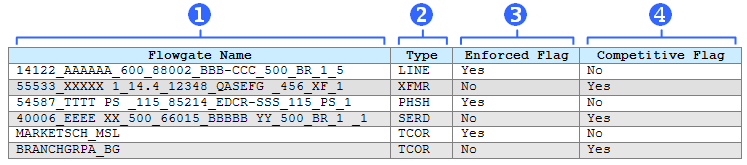 1 2 3 4
Flowgate Name Type Enforced Flag Competitive Flag
14122_AAAAAA_600_88002_BBB-CCC_500_BR_1_5 LINE Yes No
55533_XXXXX 1_14.4_12348_QASEFG _456_XF_1 XFMR No Yes
54587_TTTT PS _115_85214_EDCR-SSS_115_PS_1 PHSH Yes No
40006_EEEE XX_500_66015_BBBBB YY_500_BR_1 _1 SERD No Yes
MARKETSCH_MSL TCOR Yes No
BRANCHGRPA_BG TCOR No Yes